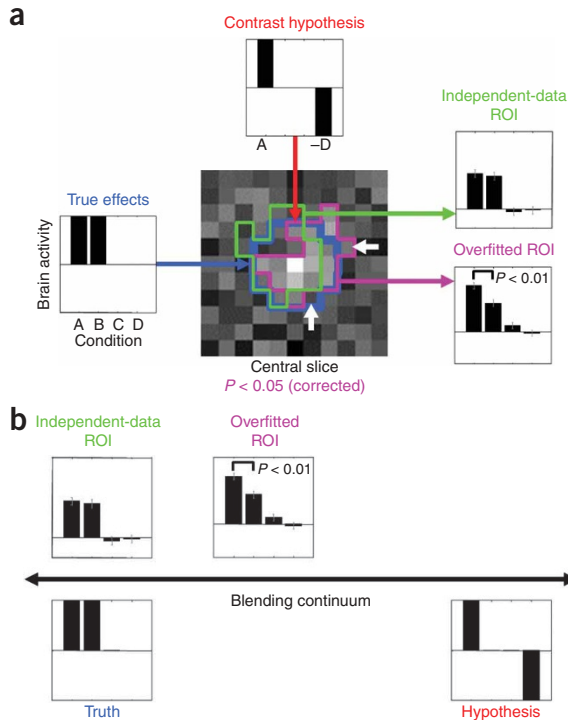 a
Contrast hypothesis
A –D
Independent-data
ROI
True effects
Brain activity
A B C D
Condition
Overfitted ROI
P < 0.01
Central slice
P < 0.05 (corrected)
b
Independent-data
ROI
Overfitted
ROI
P < 0.01
Blending continuum
Truth
Hypothesis